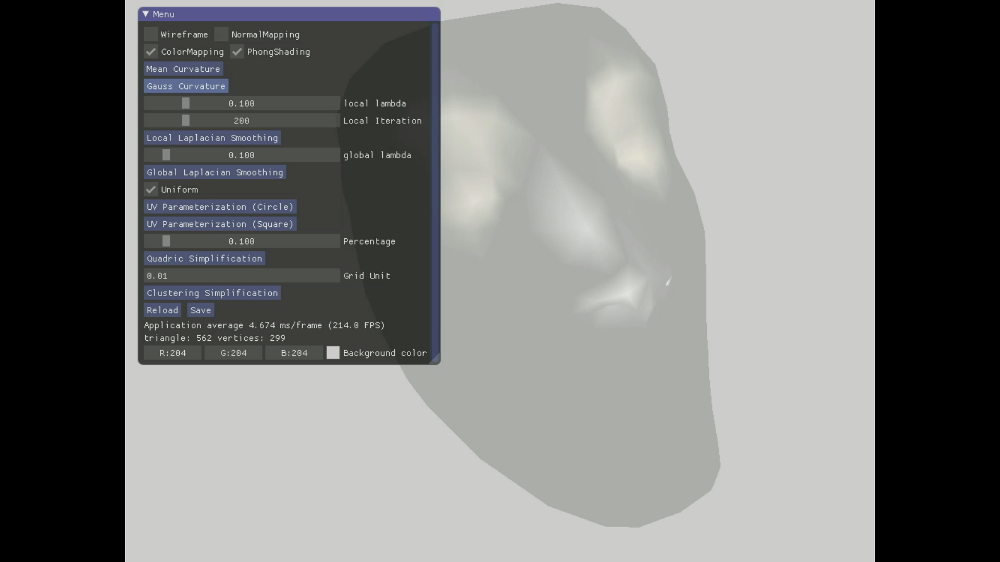 Menu
Wireframe NormalMapping
ColorMapping PhongShading
Mean Curvature
Gauss Curvature
0.100 local lambda
200 Local Iteration
Local Laplacian Smoothing
0.100 global lambda
Global Laplacian Smoothing
Uniform
UV Parameterization (Circle)
UV Parameterization (Square)
0.100 Percentage
Quadric Simplification
0.01 Grid Unit
Clustering Simplification
Reload Save
Application average 4.674 ms/frame (214.0 FPS)
triangle: 562 vertices: 299
R:204 G:204 B:204 Background color